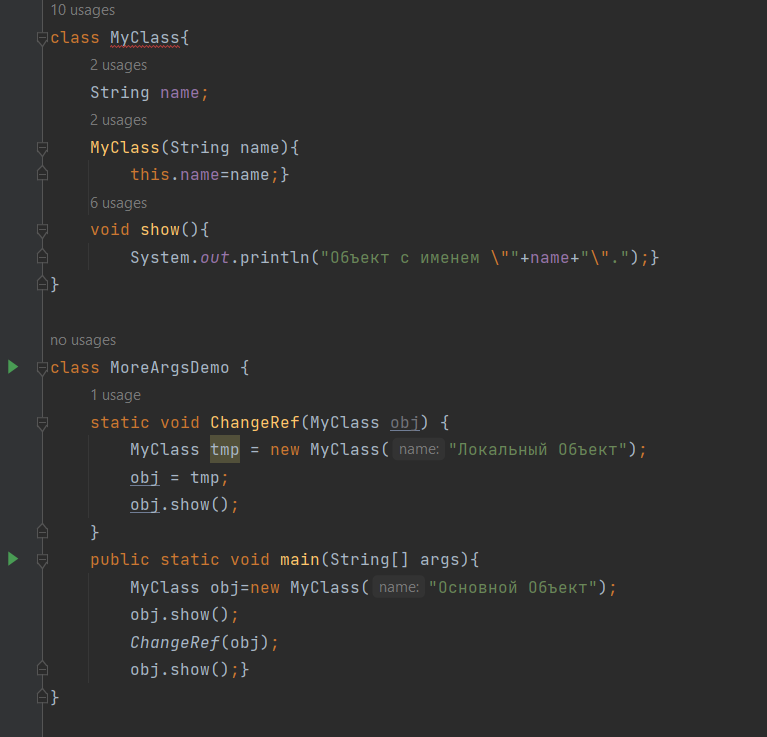 10 usages
class MyClass{
2 usages
String name;
2 usages
MyClass(String name){
this.name=name;}
6 usages
void show(){
System.out.println("Объект с именем \""+name+"\".");}
}
no usages
class MoreArgsDemo {
1 usage
static void ChangeRef(MyClass obj) {
MyClass tmp = new MyClass( name: "Локальный Объект");
obj = tmp;
obj.show();
}
public static void main(String[] args){
MyClass obj=new MyClass( name: "Основной Объект");
obj.show();
ChangeRef(obj);
obj.show();}
}